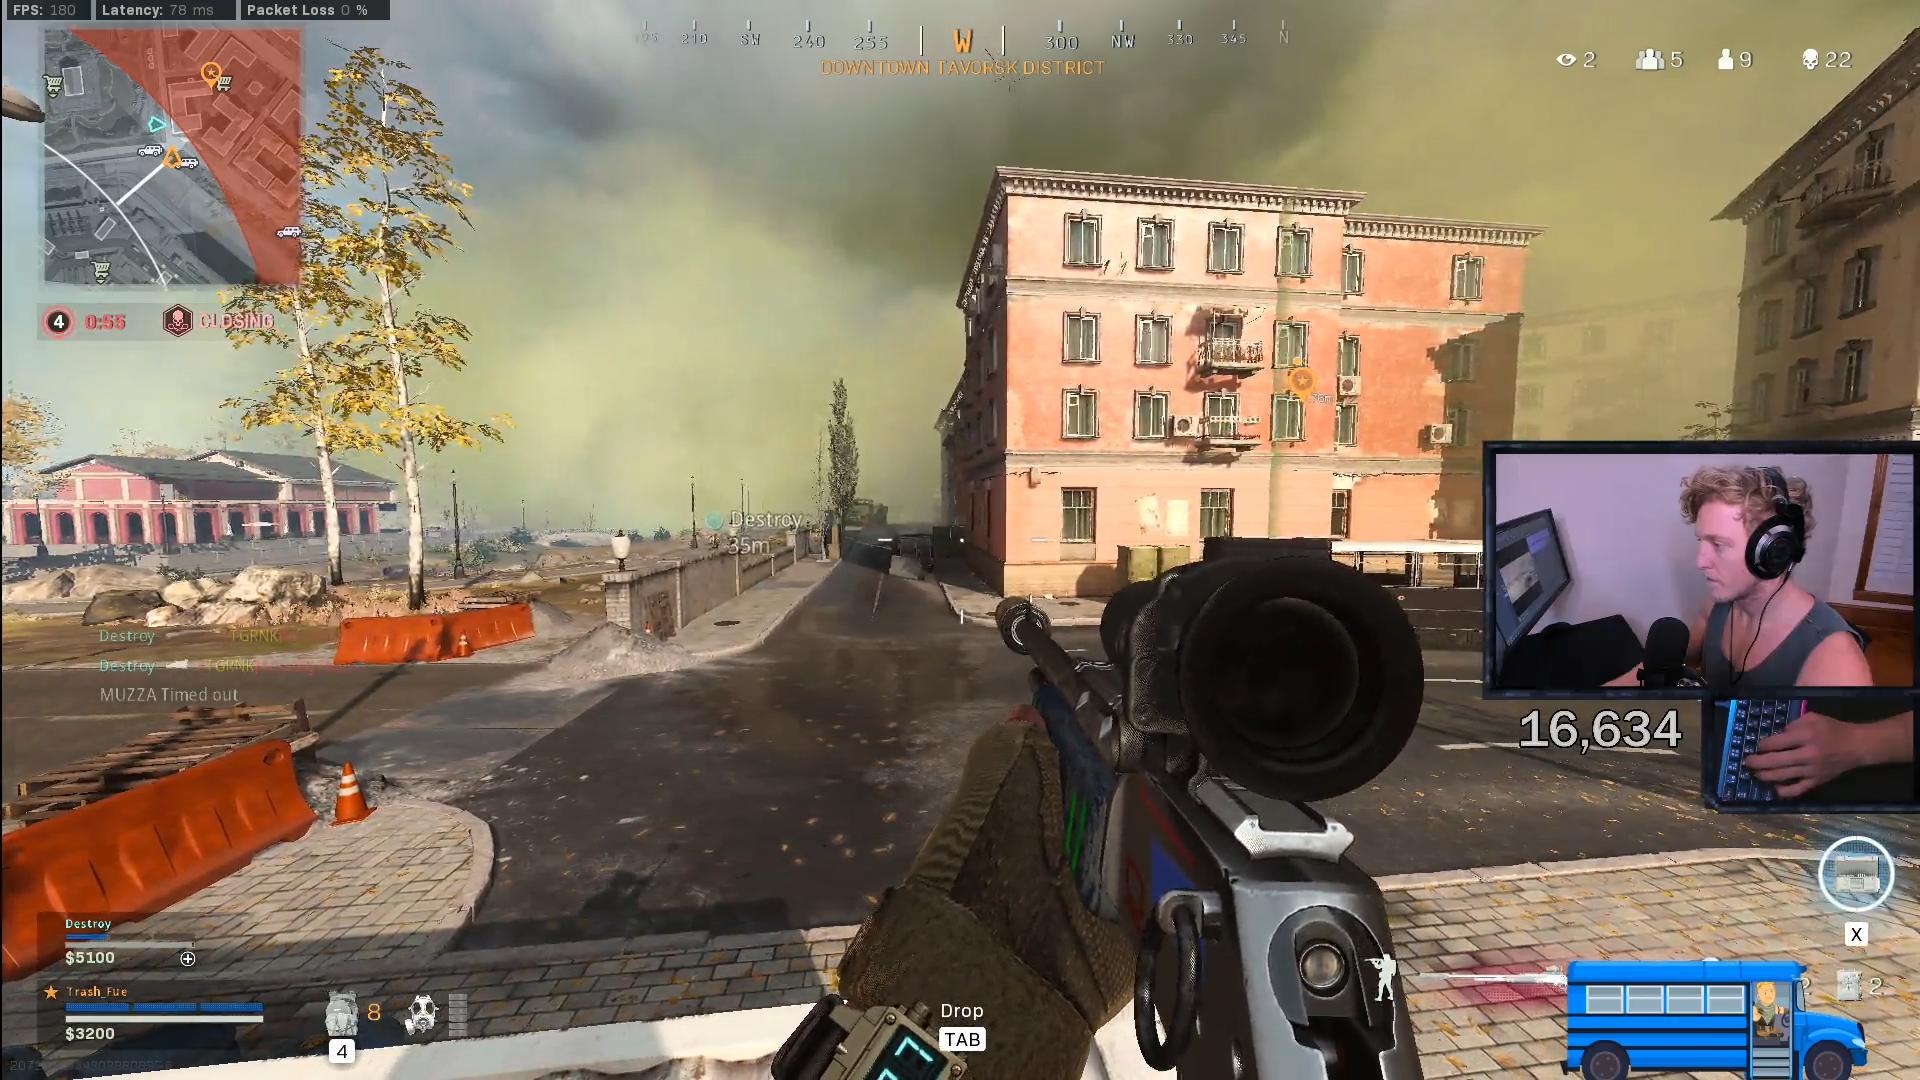 FPS: 180 Latency: 78 ms Packet Loss 0 %
195 210 SW 240 255 W 300 NW 330 345 N
DOWNTOWN TAVORSK DISTRICT
2 5 9 22
4 0:55 CLOSING
Destroy
35m
Destroy TGRNK
Destroy TGRNK
MUZZA Timed out
16,634
X
Destroy
$5100
Trash_Fue
$3200
8
4
Drop
TAB
2